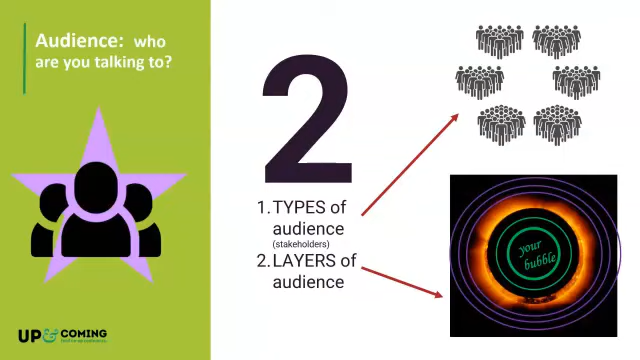 Audience: who
are you talking to?
2
1. TYPES of
audience
(stakeholders)
2. LAYERS of
audience
your
bubble
UP & COMING